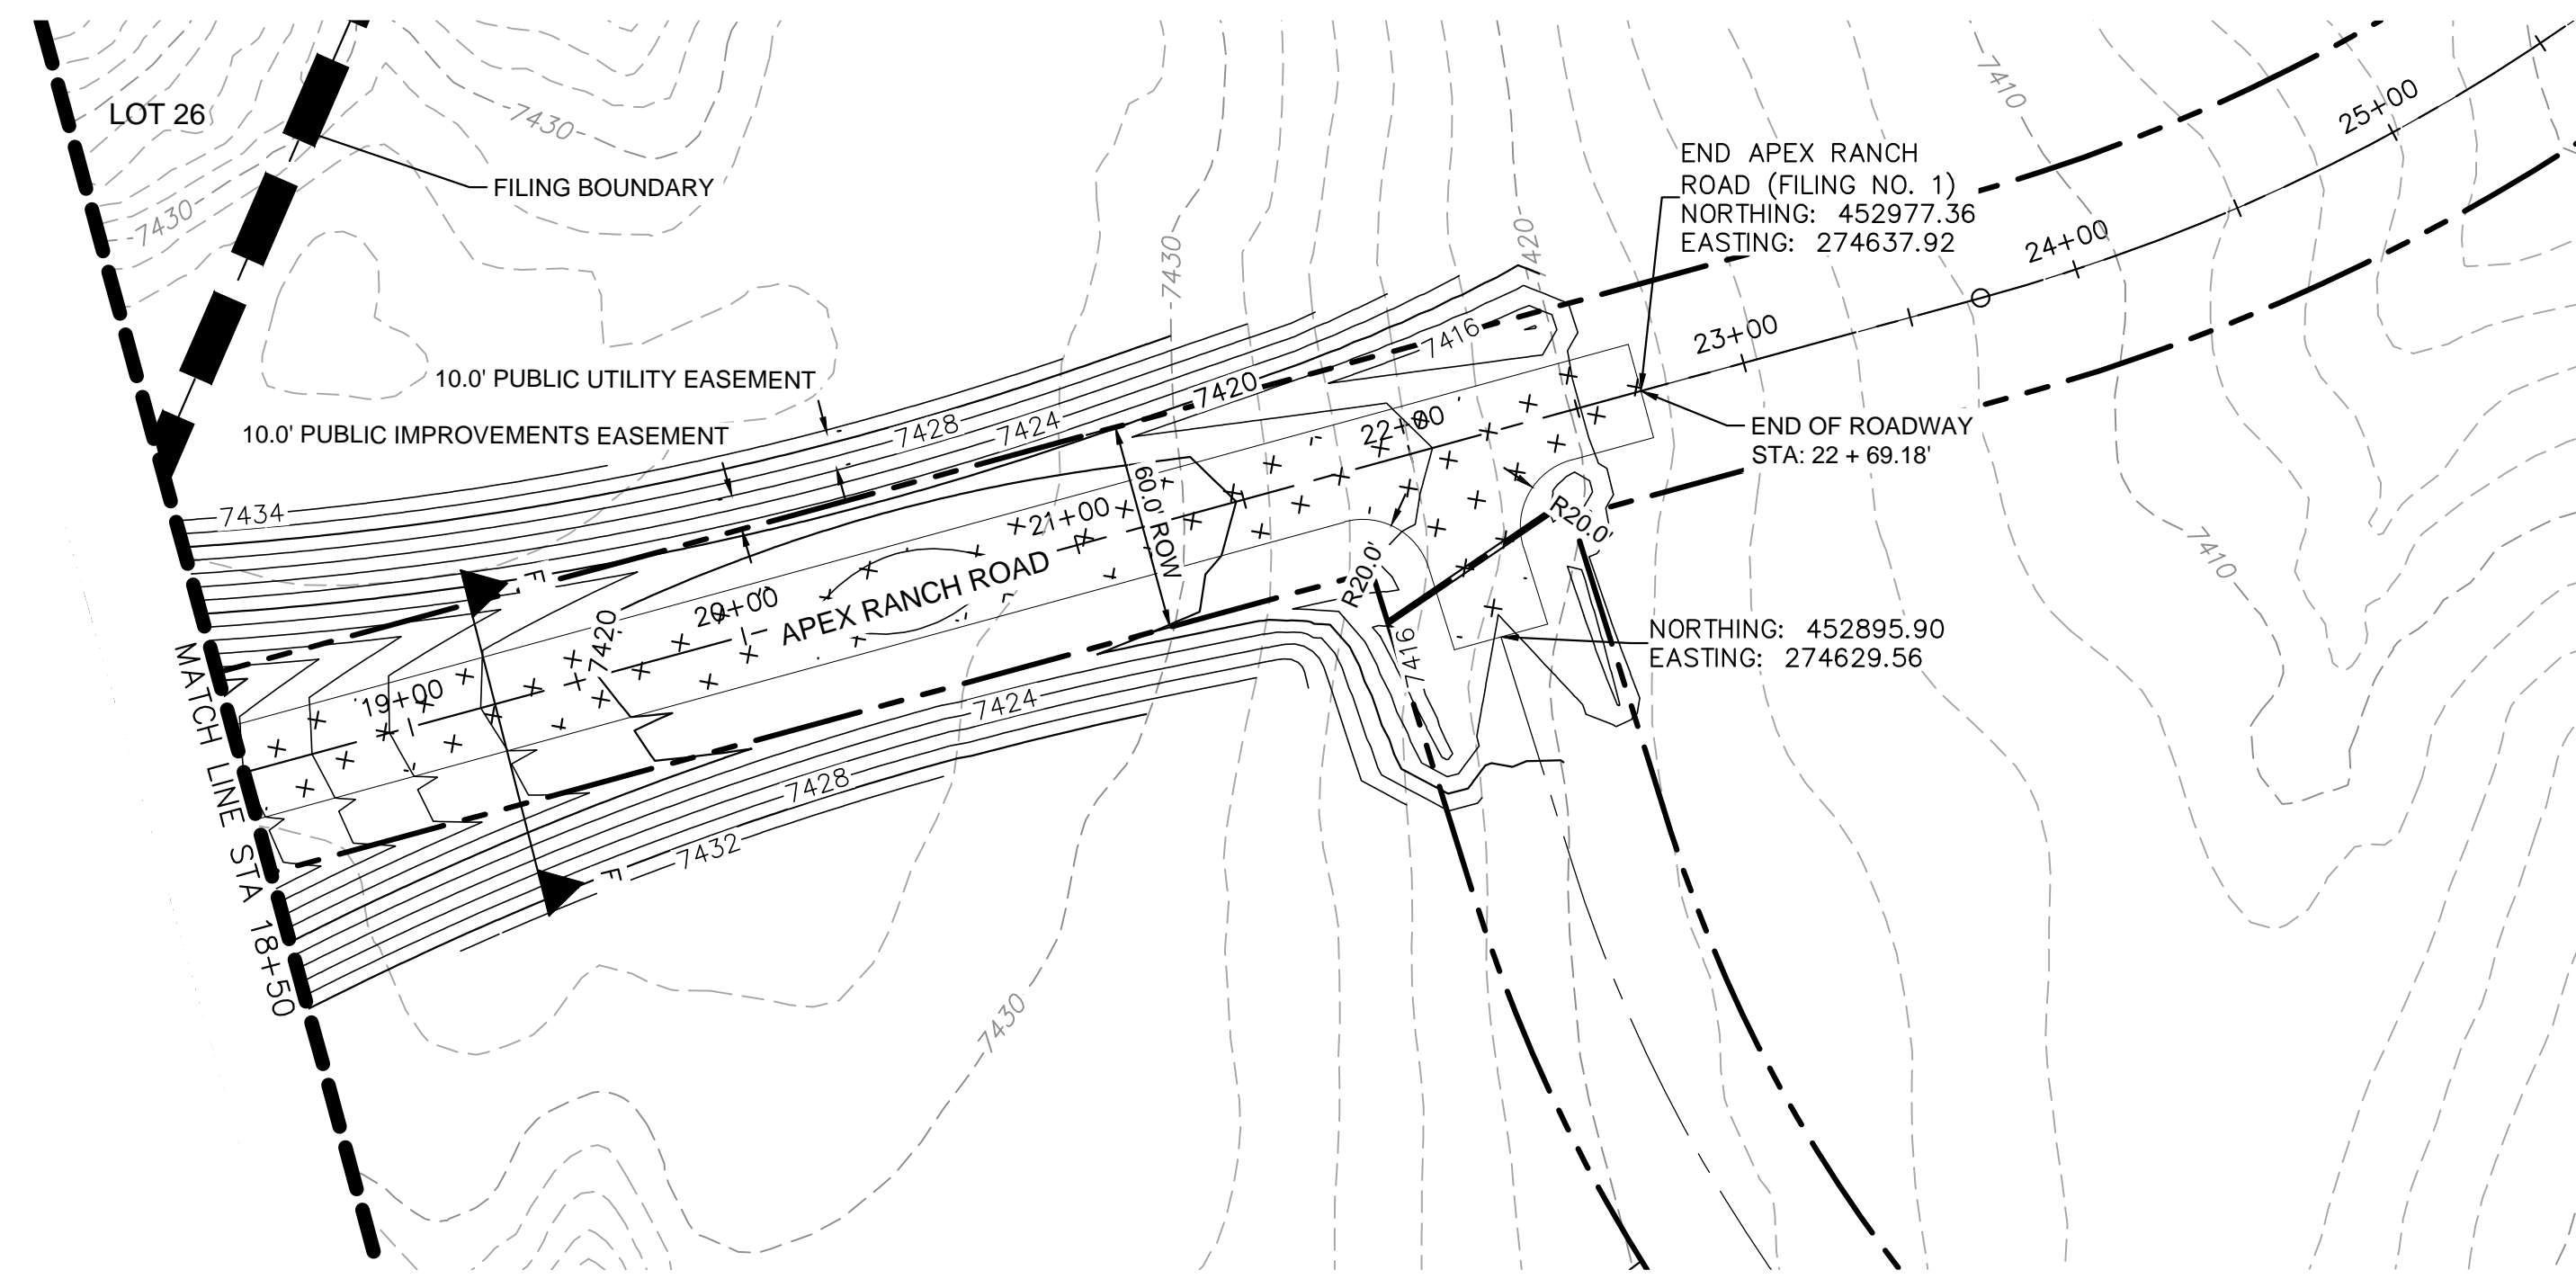 LOT 26
FILING BOUNDARY
7430
7430
7430
420
7410
25+00
END APEX RANCH
ROAD (FILING NO. 1)
NORTHING: 452977.36
EASTING: 274637.92
24+00
23+00
10.0' PUBLIC UTILITY EASEMENT
10.0' PUBLIC IMPROVEMENTS EASEMENT
7416
7420
7428
7424
22+00
END OF ROADWAY
STA: 22 + 69.18'
7434
60.0' ROW
21+00
R20.0'
R20.0'
7410
F
APEX RANCH ROAD
20+00
7420
19+00
NORTHING: 452895.90
EASTING: 274629.56
7416
MATCH LINE STA 18+50
7424
7428
7432
F
7430